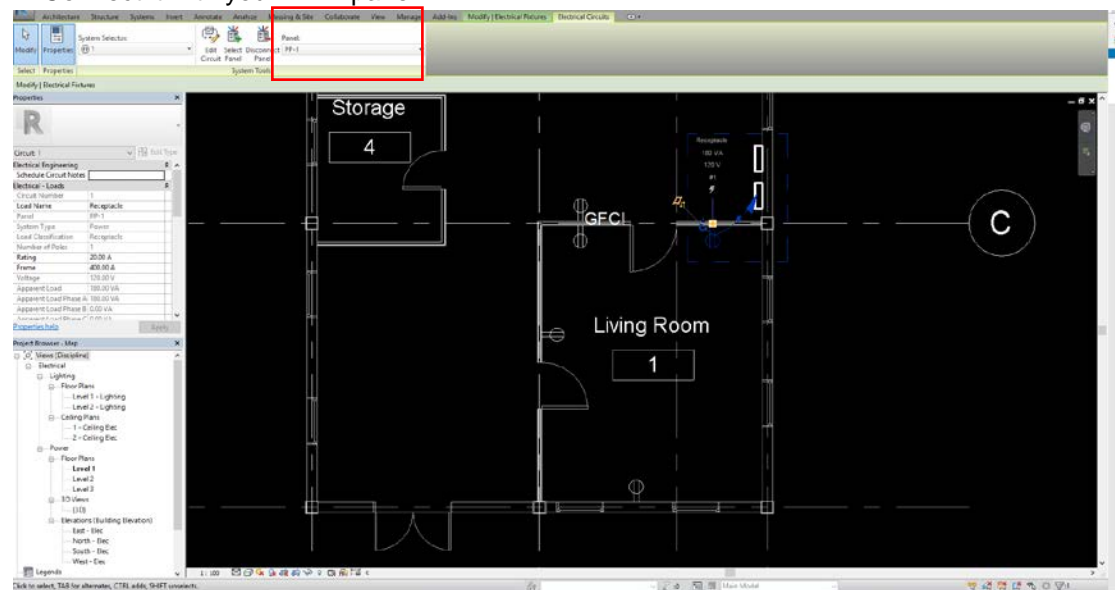 Architecture Structure Systems Insert Annotate Analyze Massing & Site Collaborate View Manage Add-Ins Modify | Electrical Fixtures Electrical Circuits
System Selector:
1
Panel:
PP-1
Modify Properties
Edit Circuit
Select Panel
Disconnect Panel
Select Properties
System Tools
Modify | Electrical Fixtures
Properties
R
Circuit: 1
Edit Type
Electrical Engineering
Schedule Circuit Notes
Electrical - Loads
Circuit Number 1
Load Name Receptacle
Panel PP-1
System Type Power
Load Classification Receptacle
Number of Poles 1
Rating 20.00 A
Frame 400.00 A
Voltage 120.00 V
Apparent Load 180.00 VA
Apparent Load Phase A 180.00 VA
Apparent Load Phase B 0.00 VA
Properties help
Apply
Project Browser - Map
Views (Discipline)
Electrical
Lighting
Floor Plans
Level 1 - Lighting
Level 2 - Lighting
Ceiling Plans
1 - Ceiling Elec
2 - Ceiling Elec
Power
Floor Plans
Level 1
Level 2
Level 3
3D Views
{3D}
Elevations (Building Elevation)
East - Elec
North - Elec
South - Elec
West - Elec
Legends
Storage
4
Receptacle
180 VA
120 V
#1
GFCI
C
Living Room
1
1 : 100
Click to select, TAB for alternates, CTRL adds, SHIFT unselects.
Main Model